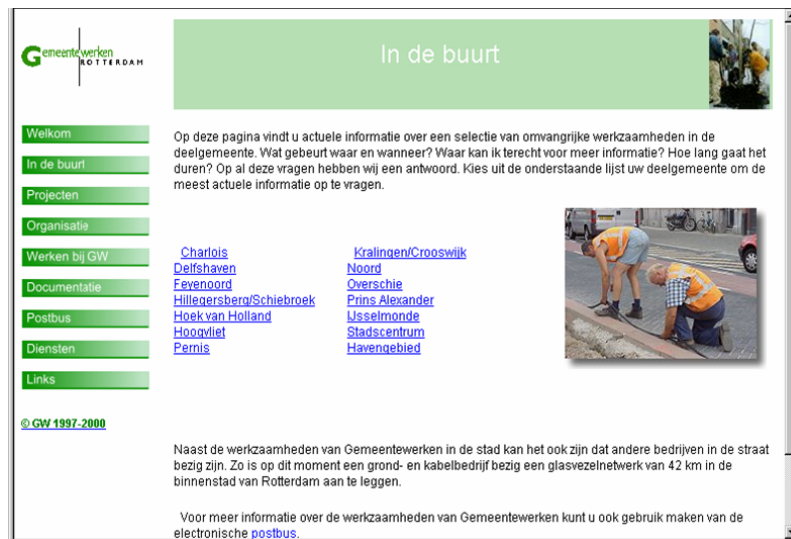 Gemeentewerken
ROTTERDAM
In de buurt
Welkom
In de buurt
Projecten
Organisatie
Werken bij GW
Documentatie
Postbus
Diensten
Links
© GW 1997-2000
Op deze pagina vindt u actuele informatie over een selectie van omvangrijke werkzaamheden in de
deelgemeente. Wat gebeurt waar en wanneer? Waar kan ik terecht voor meer informatie? Hoe lang gaat het
duren? Op al deze vragen hebben wij een antwoord. Kies uit de onderstaande lijst uw deelgemeente om de
meest actuele informatie op te vragen.
Charlois
Delfshaven
Feyenoord
Hillegersberg/Schiebroek
Hoek van Holland
Hoogvliet
Pernis
Kralingen/Crooswijk
Noord
Overschie
Prins Alexander
IJsselmonde
Stadscentrum
Havengebied
Naast de werkzaamheden van Gemeentewerken in de stad kan het ook zijn dat andere bedrijven in de straat
bezig zijn. Zo is op dit moment een grond- en kabelbedrijf bezig een glasvezelnetwerk van 42 km in de
binnenstad van Rotterdam aan te leggen.
Voor meer informatie over de werkzaamheden van Gemeentewerken kunt u ook gebruik maken van de
electronische postbus.